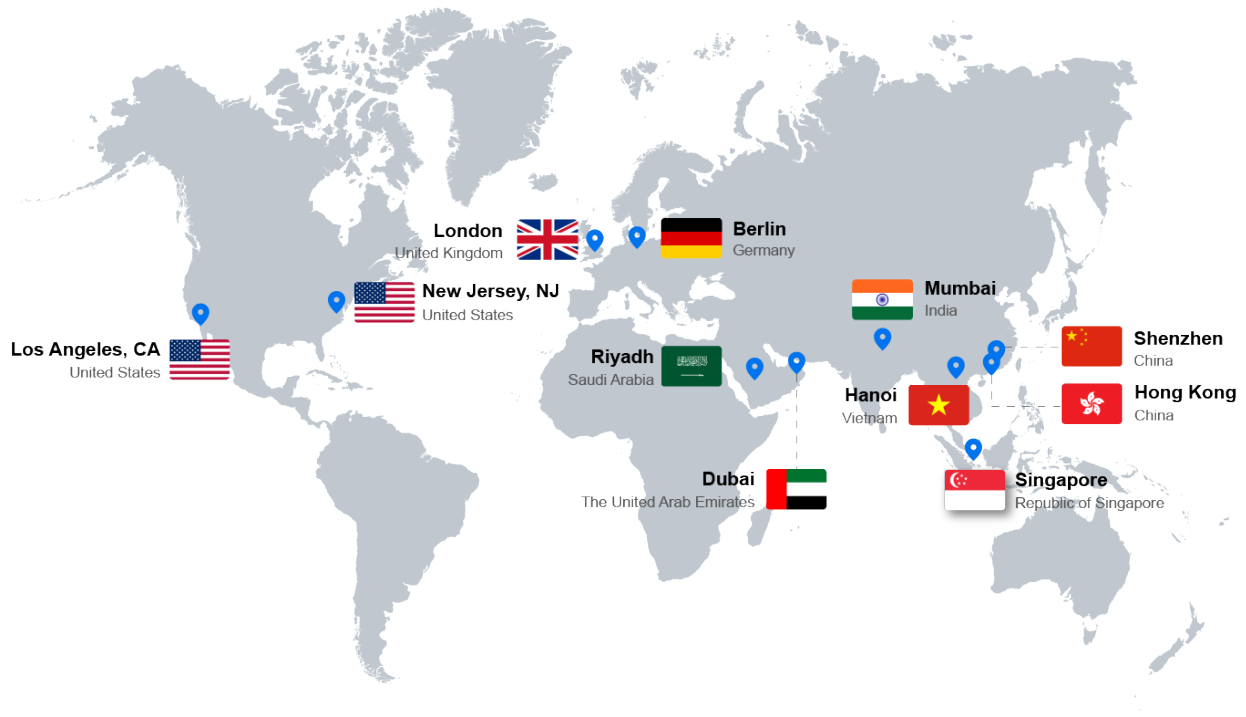 London
United Kingdom
Berlin
Germany
New Jersey, NJ
United States
Los Angeles, CA
United States
Mumbai
India
Shenzhen
China
Riyadh
Saudi Arabia
Hanoi
Vietnam
Hong Kong
China
Dubai
The United Arab Emirates
Singapore
Republic of Singapore